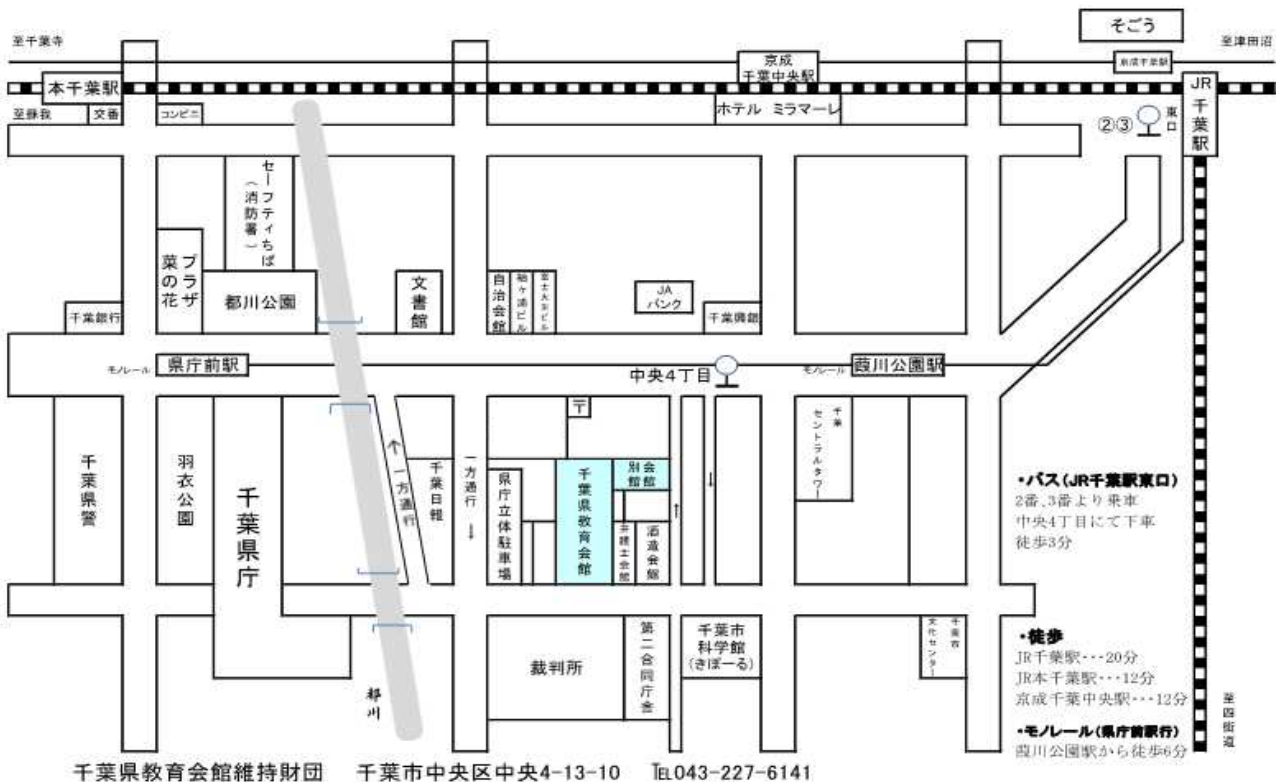 そごう
至千葉寺
至津田沼
京成
千葉中央駅
京成千葉駅
本千葉駅
JR
千葉駅
至蘇我
交番
コンビニ
ホテル ミラマーレ
②③
東口
セーフティちば
(消防署)
プラザ
菜の花
都川公園
文書館
自治会館
袖ヶ浦ビル
富士火災ビル
JA
バンク
千葉銀行
千葉興銀
モノレール
県庁前駅
中央4丁目
モノレール
葭川公園駅
〒
千葉
セントラルタワー
千葉県警
羽衣公園
千葉県庁
↑
一方通行
千葉日報
一方通行
↓
県庁立体駐車場
千葉県教育会館
会館
別館
弁護士会館
酒造会館
↑
↓
・バス(JR千葉駅東口)
2番、3番より乗車
中央4丁目にて下車
徒歩3分
裁判所
第二合同庁舎
千葉市
科学館
(きぼーる)
千葉市
文化センター
都川
・徒歩
JR千葉駅・・・20分
JR本千葉駅・・・12分
京成千葉中央駅・・・12分
・モノレール(県庁前駅行)
葭川公園駅から徒歩6分
至四街道
千葉県教育会館維持財団 千葉市中央区中央4-13-10 ℡043-227-6141